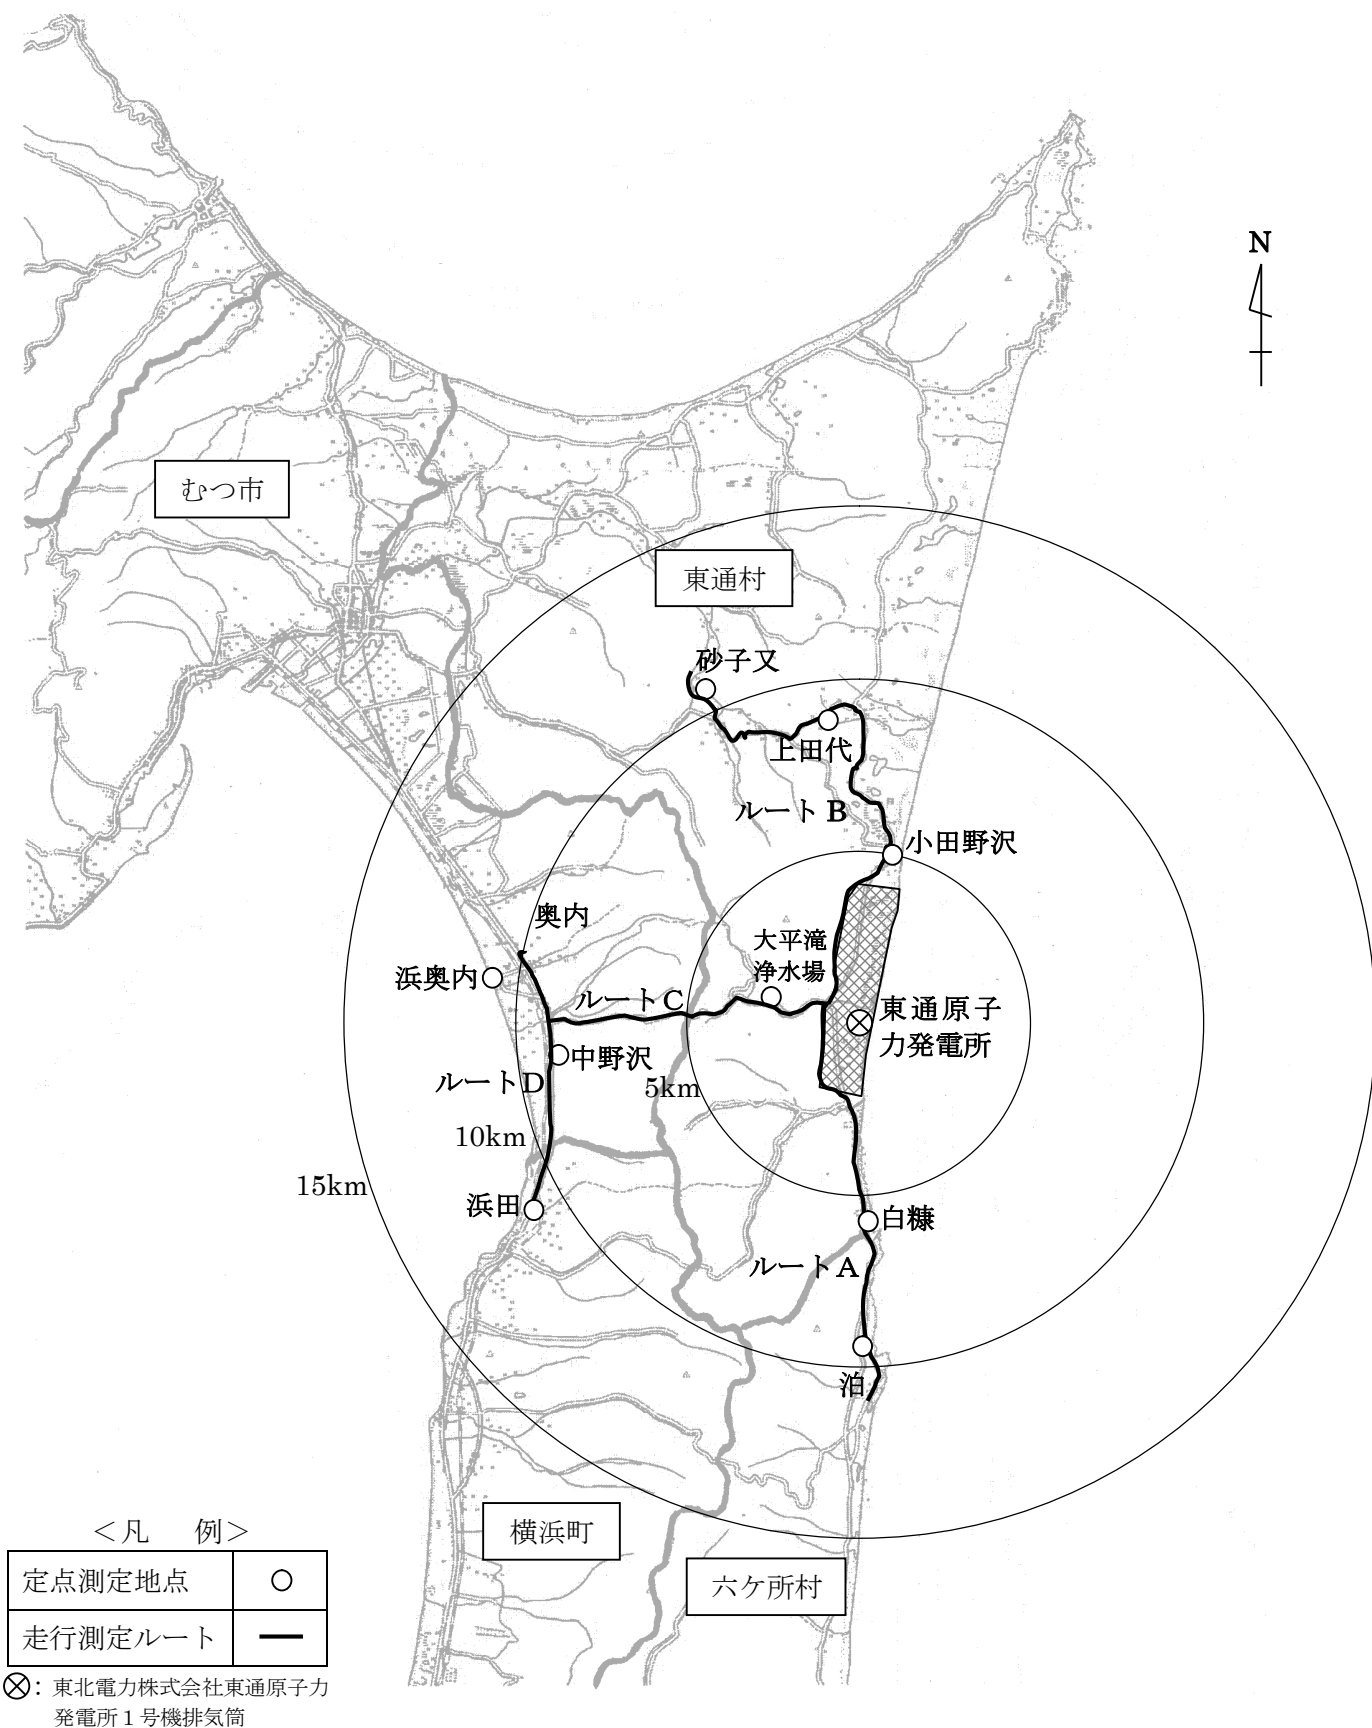 N
むつ市
東通村
砂子又
上田代
ルート B
小田野沢
奥内
大平滝
浄水場
浜奥内
ルートC
東通原子
力発電所
中野沢
ルートD
5km
10km
15km
浜田
白糠
ルートA
泊
横浜町
六ケ所村
<凡 例>
定点測定地点 ○
走行測定ルート
⊗：東北電力株式会社東通原子力
発電所1号機排気筒